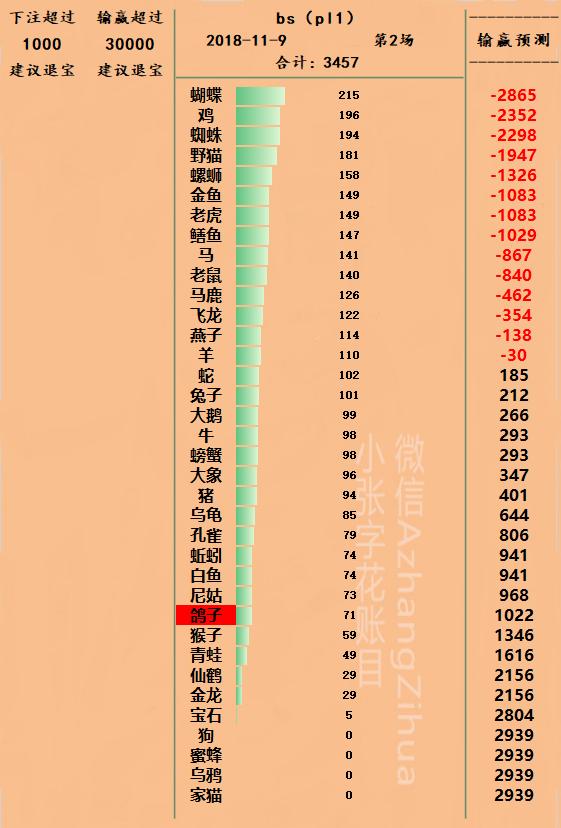 下注超过 输赢超过
1000 30000
建议退宝 建议退宝
bs（pl1）
2018-11-9 第2场
合计：3457
输赢预测
蝴蝶 215 -2865
鸡 196 -2352
蜘蛛 194 -2298
野猫 181 -1947
螺蛳 158 -1326
金鱼 149 -1083
老虎 149 -1083
鳝鱼 147 -1029
马 141 -867
老鼠 140 -840
马鹿 126 -462
飞龙 122 -354
燕子 114 -138
羊 110 -30
蛇 102 185
兔子 101 212
大鹅 99 266
牛 98 293
螃蟹 98 293
大象 96 347
猪 94 401
乌龟 85 644
孔雀 79 806
蚯蚓 74 941
白鱼 74 941
尼姑 73 968
鸽子 71 1022
猴子 59 1346
青蛙 49 1616
仙鹤 29 2156
金龙 29 2156
宝石 5 2804
狗 0 2939
蜜蜂 0 2939
乌鸦 0 2939
家猫 0 2939
微信AzhangZihua
小张字花账目